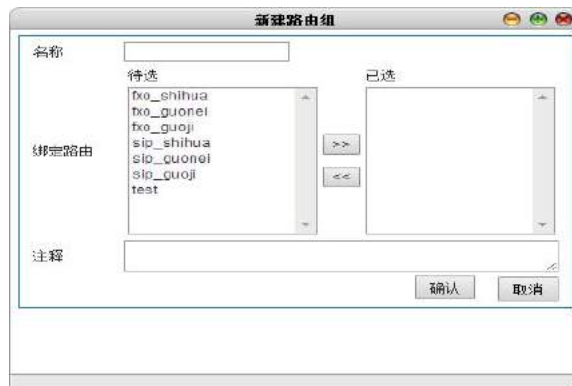 新建路由组
名称
待选
已选
fxo_shihua
fxo_guonei
fxo_guoji
sip_shihua
sip_guonei
sip_guoji
test
绑定路由
>>
<<
注释
确认
取消